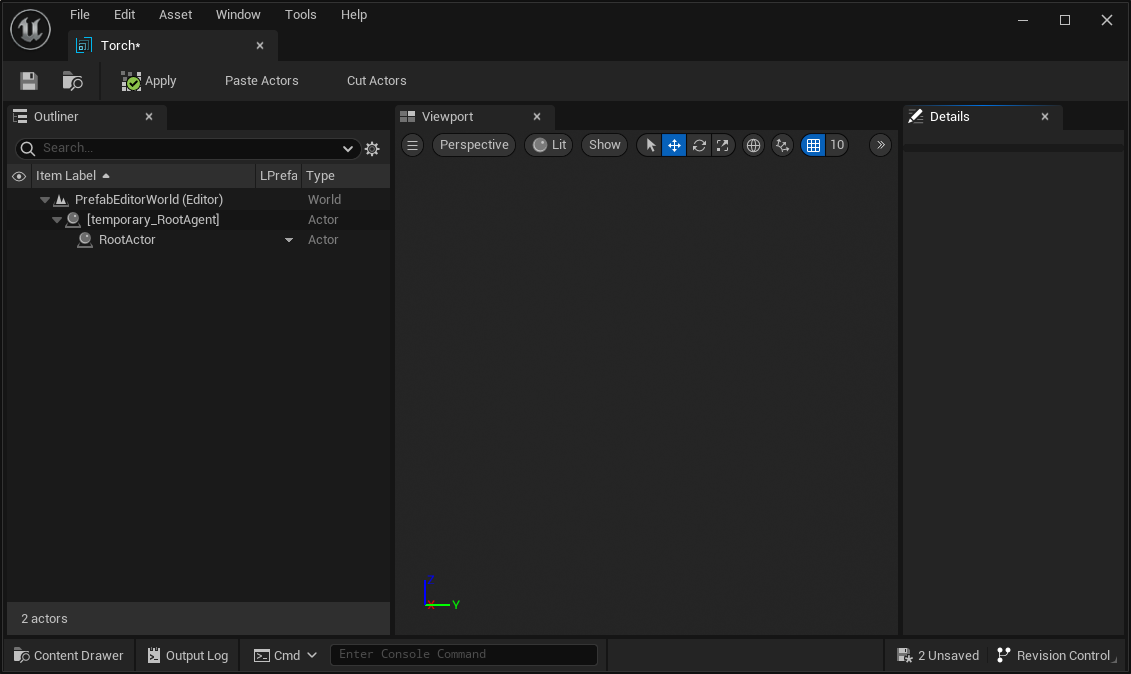 File Edit Asset Window Tools Help
Torch*
Apply Paste Actors Cut Actors
Outliner Viewport Details
Search... Perspective Lit Show 10
Item Label LPrefa Type
PrefabEditorWorld (Editor) World
[temporary_RootAgent] Actor
RootActor Actor
Z
X Y
2 actors
Content Drawer Output Log Cmd Enter Console Command 2 Unsaved Revision Control